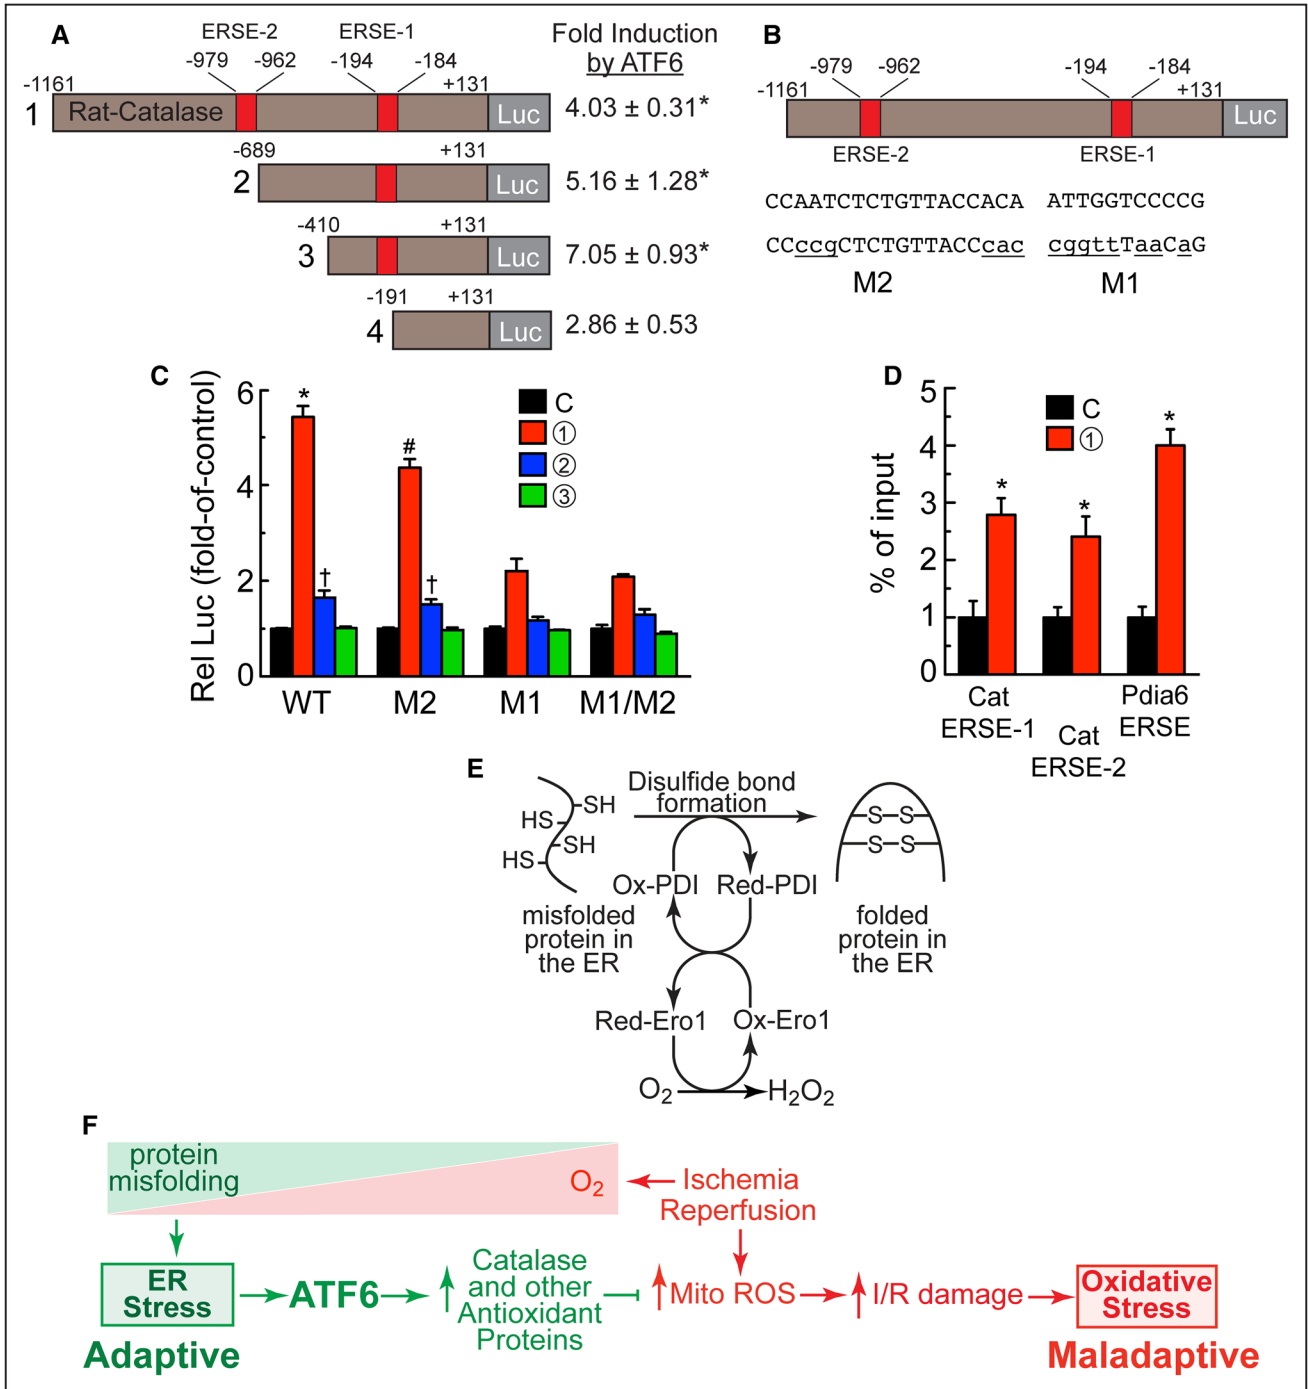 A
ERSE-2
ERSE-1
Fold Induction
by ATF6
-979
-962
-194
-184
-1161
+131
1
Rat-Catalase
Luc
4.03 ± 0.31*
-689
+131
2
Luc
5.16 ± 1.28*
-410
+131
3
Luc
7.05 ± 0.93*
-191
+131
4
Luc
2.86 ± 0.53
B
-979
-962
-194
-184
-1161
+131
Luc
ERSE-2
ERSE-1
CCAATCTCTGTTACCACA
ATTGGTCCCCG
CCccgCTCTGTTACCcac
cggttTaaCaG
M2
M1
C
Rel Luc (fold-of-control)
6
4
2
0
*
#
†
†
C
①
②
③
WT
M2
M1
M1/M2
D
% of input
5
4
3
2
1
0
C
①
*
*
*
Cat
ERSE-1
Cat
ERSE-2
Pdia6
ERSE
E
Disulfide bond
formation
SH
HS
SH
HS
S-S
S-S
Ox-PDI
Red-PDI
misfolded
protein in
the ER
folded
protein in
the ER
Red-Ero1
Ox-Ero1
O₂
H₂O₂
F
protein
misfolding
O₂
Ischemia
Reperfusion
ER
Stress
ATF6
Catalase
and other
Antioxidant
Proteins
Mito ROS
I/R damage
Oxidative
Stress
Adaptive
Maladaptive